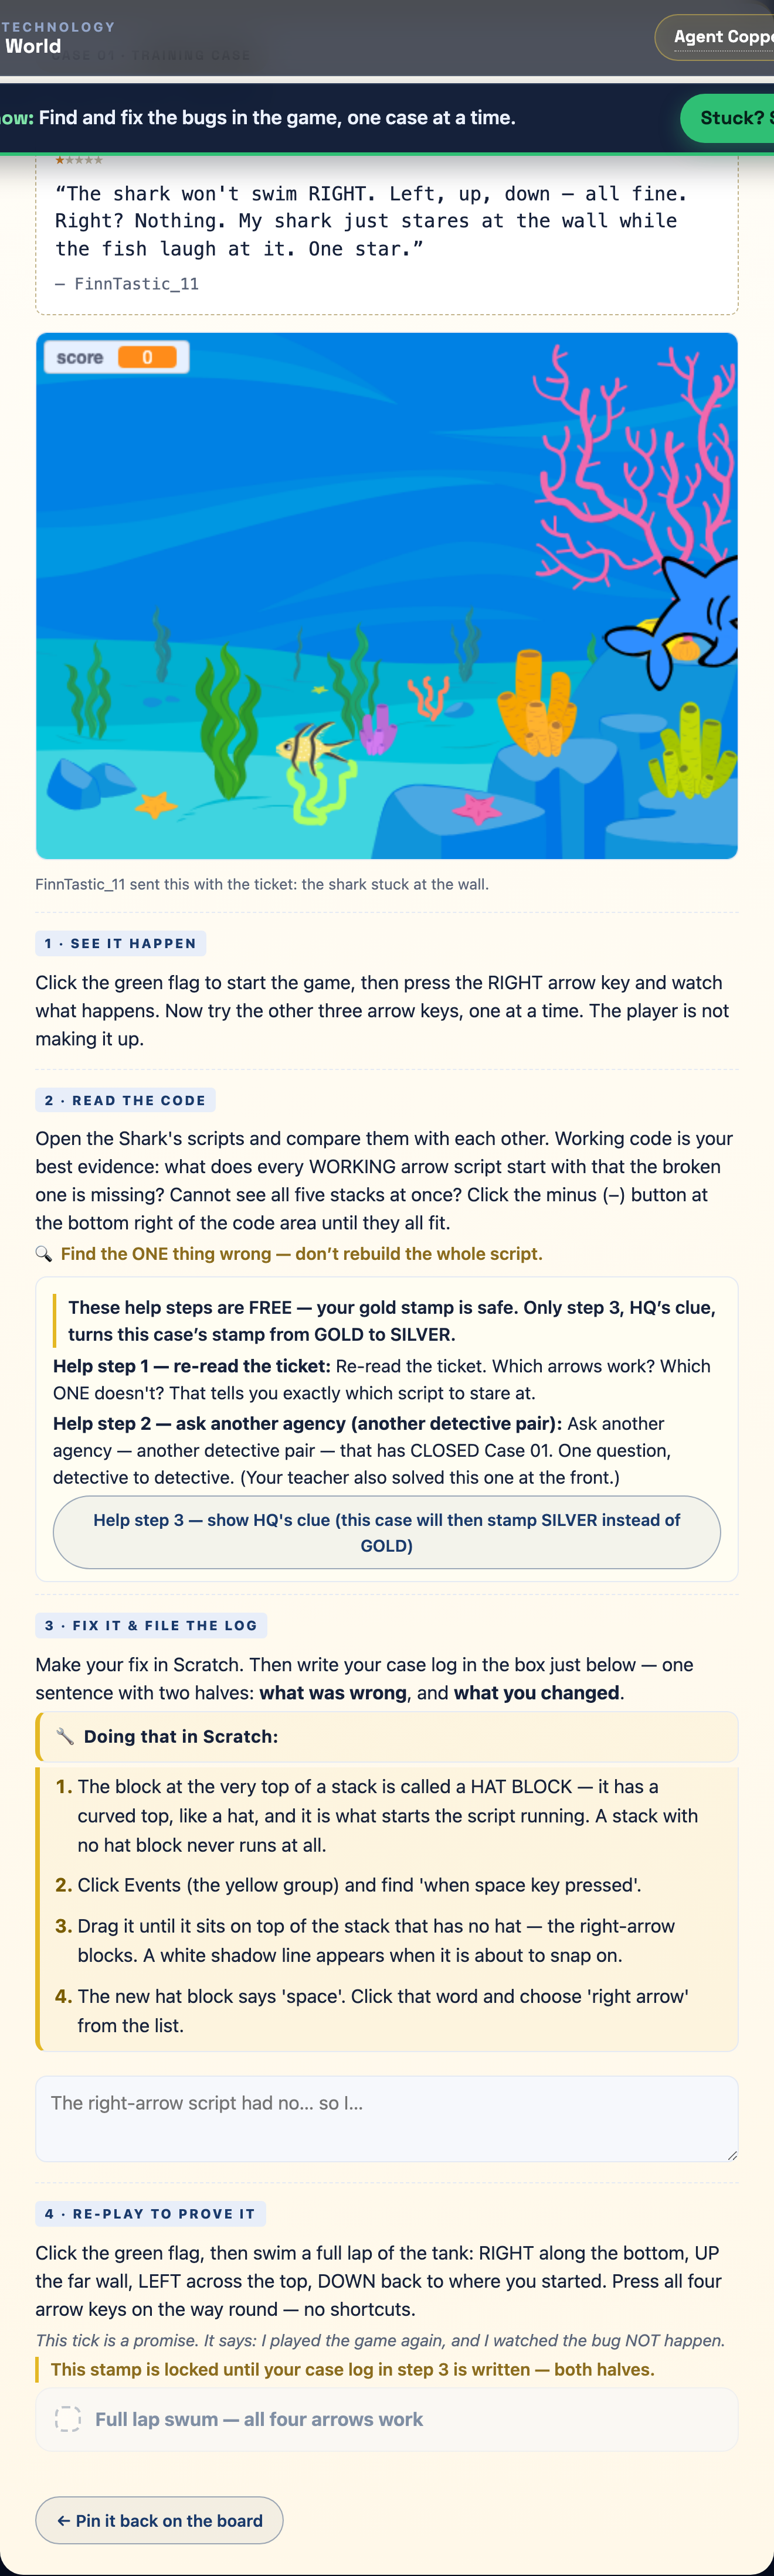 TECHNOLOGY
World
CASE 01 · TRAINING CASE
Agent Coppe
ow: Find and fix the bugs in the game, one case at a time.
Stuck? S
★★★★★
“The shark won't swim RIGHT. Left, up, down — all fine.
Right? Nothing. My shark just stares at the wall while
the fish laugh at it. One star.”
— FinnTastic_11
score 0
FinnTastic_11 sent this with the ticket: the shark stuck at the wall.
1 · SEE IT HAPPEN
Click the green flag to start the game, then press the RIGHT arrow key and watch
what happens. Now try the other three arrow keys, one at a time. The player is not
making it up.
2 · READ THE CODE
Open the Shark's scripts and compare them with each other. Working code is your
best evidence: what does every WORKING arrow script start with that the broken
one is missing? Cannot see all five stacks at once? Click the minus (−) button at
the bottom right of the code area until they all fit.
🔍 Find the ONE thing wrong — don’t rebuild the whole script.
These help steps are FREE — your gold stamp is safe. Only step 3, HQ’s clue,
turns this case’s stamp from GOLD to SILVER.
Help step 1 — re-read the ticket: Re-read the ticket. Which arrows work? Which
ONE doesn't? That tells you exactly which script to stare at.
Help step 2 — ask another agency (another detective pair): Ask another
agency — another detective pair — that has CLOSED Case 01. One question,
detective to detective. (Your teacher also solved this one at the front.)
Help step 3 — show HQ's clue (this case will then stamp SILVER instead of
GOLD)
3 · FIX IT & FILE THE LOG
Make your fix in Scratch. Then write your case log in the box just below — one
sentence with two halves: what was wrong, and what you changed.
🔧 Doing that in Scratch:
1. The block at the very top of a stack is called a HAT BLOCK — it has a
curved top, like a hat, and it is what starts the script running. A stack with
no hat block never runs at all.
2. Click Events (the yellow group) and find 'when space key pressed'.
3. Drag it until it sits on top of the stack that has no hat — the right-arrow
blocks. A white shadow line appears when it is about to snap on.
4. The new hat block says 'space'. Click that word and choose 'right arrow'
from the list.
The right-arrow script had no... so I...
4 · RE-PLAY TO PROVE IT
Click the green flag, then swim a full lap of the tank: RIGHT along the bottom, UP
the far wall, LEFT across the top, DOWN back to where you started. Press all four
arrow keys on the way round — no shortcuts.
This tick is a promise. It says: I played the game again, and I watched the bug NOT happen.
This stamp is locked until your case log in step 3 is written — both halves.
Full lap swum — all four arrows work
← Pin it back on the board